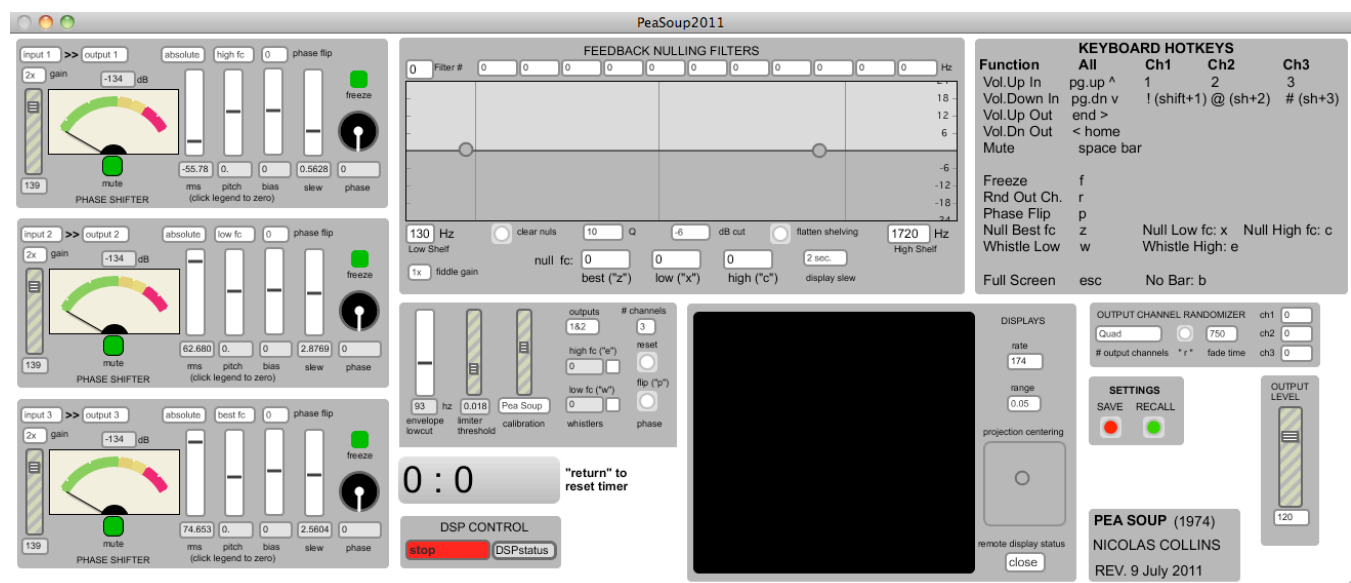 PeaSoup2011
input 1 >> output 1 absolute high fc 0 phase flip
2x gain -134 dB
freeze
139 mute -55.78 0. 0 0.5628 0
rms pitch bias slew phase
PHASE SHIFTER (click legend to zero)
input 2 >> output 2 absolute low fc 0 phase flip
2x gain -134 dB
freeze
139 mute 62.680 0. 0 2.8769 0
rms pitch bias slew phase
PHASE SHIFTER (click legend to zero)
input 3 >> output 3 absolute best fc 0 phase flip
2x gain -134 dB
freeze
139 mute 74.653 0. 0 2.5604 0
rms pitch bias slew phase
PHASE SHIFTER (click legend to zero)
FEEDBACK NULLING FILTERS
0 Filter # 0 0 0 0 0 0 0 0 0 0 0 0 Hz
18
12
6
-6
-12
-18
130 Hz clear nuls 10 Q -6 dB cut flatten shelving 1720 Hz
Low Shelf High Shelf
null fc: 0 0 0 2 sec.
1x fiddle gain best ("z") low ("x") high ("c") display slew
KEYBOARD HOTKEYS
Function All Ch1 Ch2 Ch3
Vol.Up In pg.up ^ 1 2 3
Vol.Down In pg.dn v ! (shift+1) @ (sh+2) # (sh+3)
Vol.Up Out end >
Vol.Dn Out < home
Mute space bar
Freeze f
Rnd Out Ch. r
Phase Flip p
Null Best fc z Null Low fc: x Null High fc: c
Whistle Low w Whistle High: e
Full Screen esc No Bar: b
outputs # channels
1&2 3
high fc ("e") reset
0
low fc ("w") flip ("p")
93 hz 0.018 Pea Soup 0
envelope lowcut limiter threshold calibration whistlers phase
0 : 0
"return" to
reset timer
DSP CONTROL
stop DSPstatus
DISPLAYS
rate
174
range
0.05
projection centering
remote display status
close
OUTPUT CHANNEL RANDOMIZER ch1 0
Quad 750 ch2 0
# output channels " r " fade time ch3 0
SETTINGS
SAVE RECALL
OUTPUT
LEVEL
120
PEA SOUP (1974)
NICOLAS COLLINS
REV. 9 July 2011